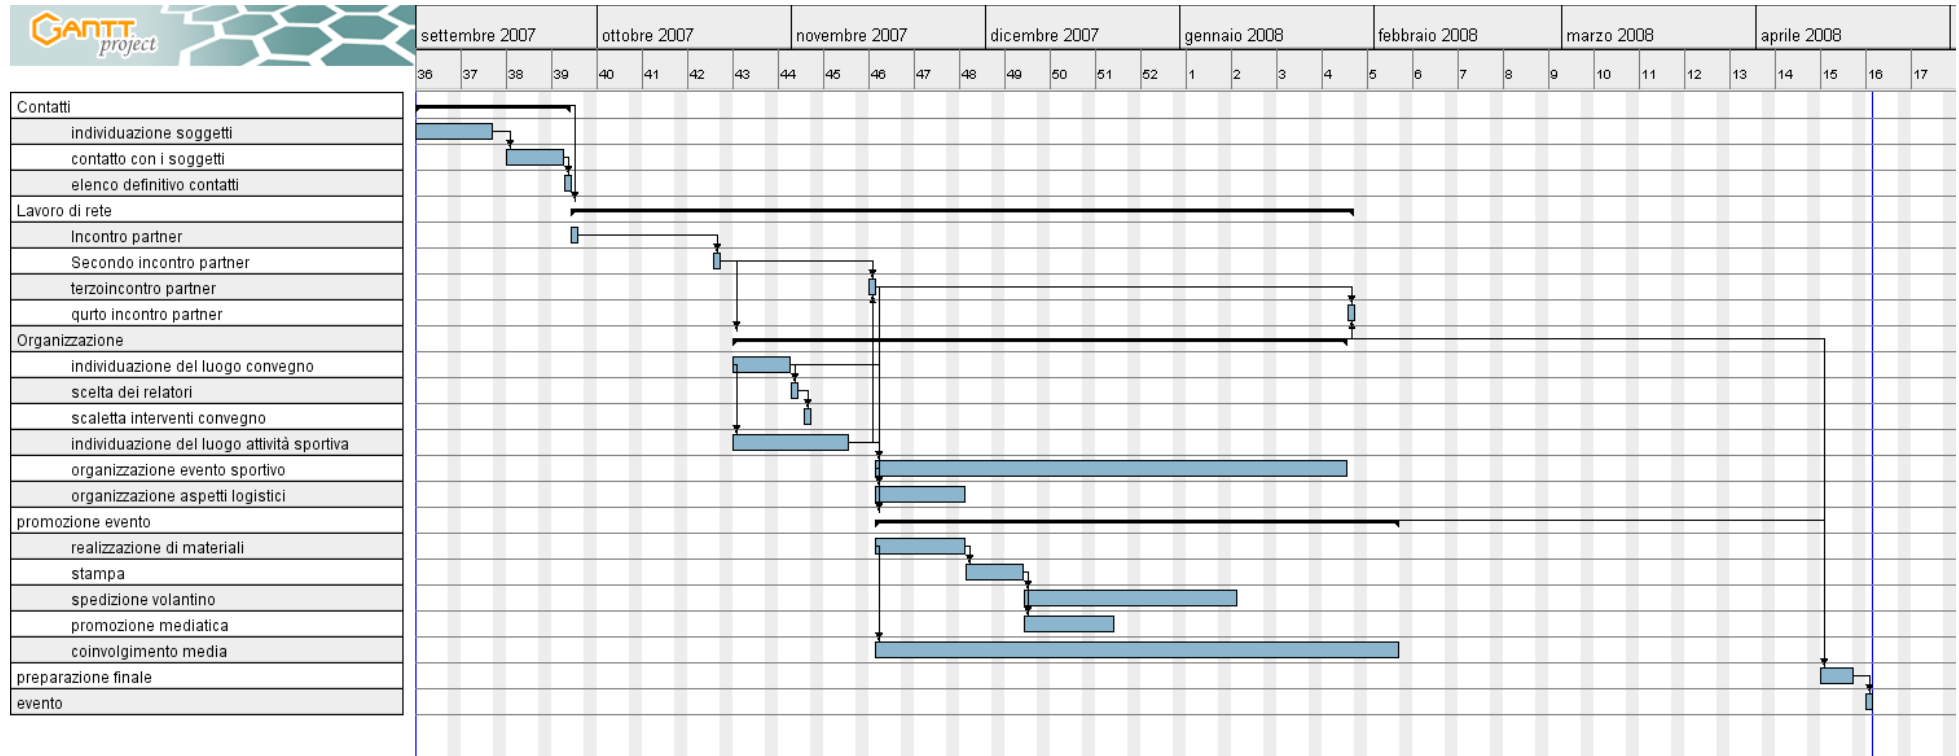 GANTT
project
settembre 2007 ottobre 2007 novembre 2007 dicembre 2007 gennaio 2008 febbraio 2008 marzo 2008 aprile 2008
36 37 38 39 40 41 42 43 44 45 46 47 48 49 50 51 52 1 2 3 4 5 6 7 8 9 10 11 12 13 14 15 16 17
Contatti
individuazione soggetti
contatto con i soggetti
elenco definitivo contatti
Lavoro di rete
Incontro partner
Secondo incontro partner
terzoincontro partner
qurto incontro partner
Organizzazione
individuazione del luogo convegno
scelta dei relatori
scaletta interventi convegno
individuazione del luogo attività sportiva
organizzazione evento sportivo
organizzazione aspetti logistici
promozione evento
realizzazione di materiali
stampa
spedizione volantino
promozione mediatica
coinvolgimento media
preparazione finale
evento